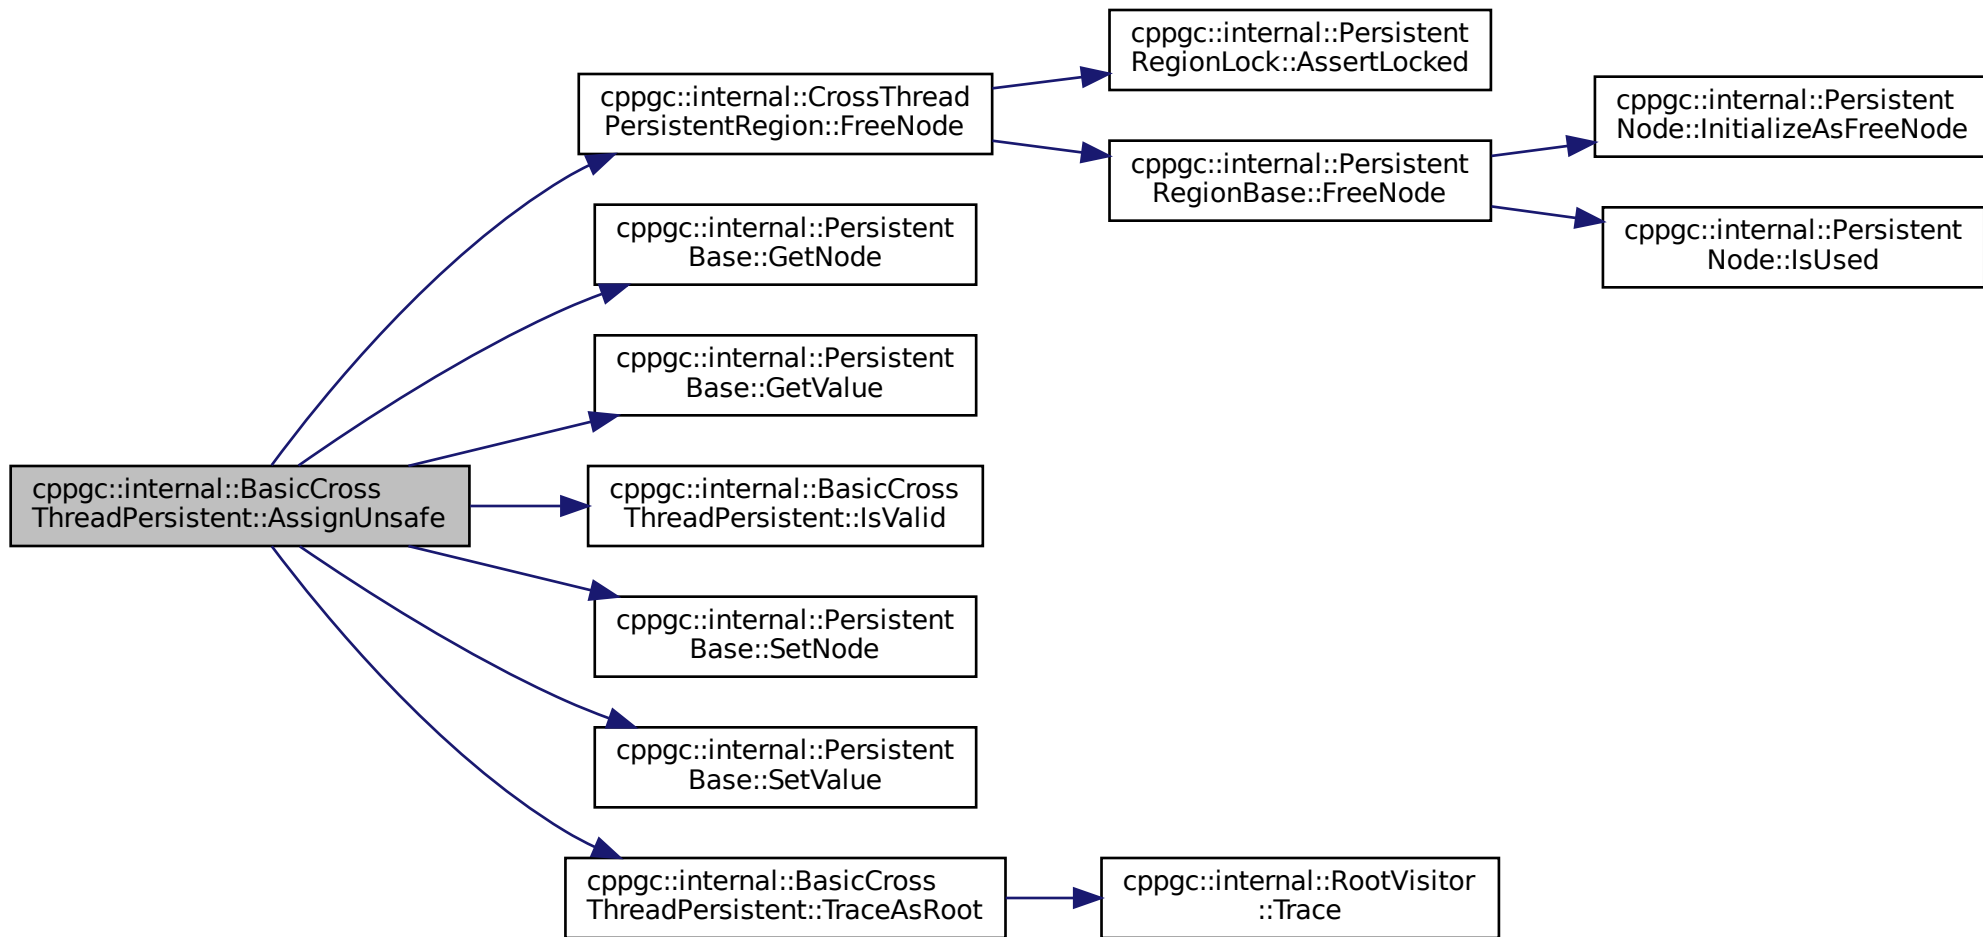 cppgc::internal::BasicCross
ThreadPersistent::AssignUnsafe
cppgc::internal::CrossThread
PersistentRegion::FreeNode
cppgc::internal::Persistent
RegionLock::AssertLocked
cppgc::internal::Persistent
RegionBase::FreeNode
cppgc::internal::Persistent
Node::InitializeAsFreeNode
cppgc::internal::Persistent
Node::IsUsed
cppgc::internal::Persistent
Base::GetNode
cppgc::internal::Persistent
Base::GetValue
cppgc::internal::BasicCross
ThreadPersistent::IsValid
cppgc::internal::Persistent
Base::SetNode
cppgc::internal::Persistent
Base::SetValue
cppgc::internal::BasicCross
ThreadPersistent::TraceAsRoot
cppgc::internal::RootVisitor
::Trace